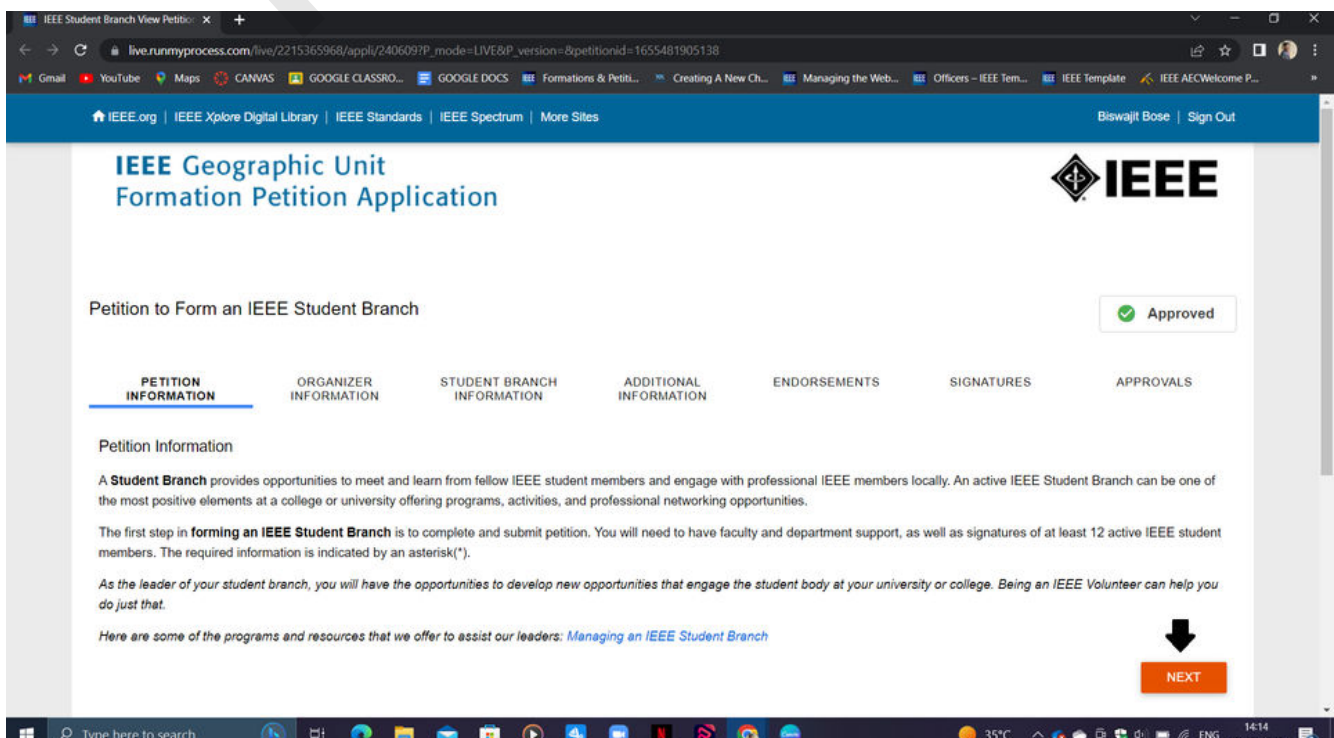 IEEE Student Branch View Petition
live.runmyprocess.com/live/2215365968/appli/240609?P_mode=LIVE&P_version=&petitionid=1655481905138
Gmail YouTube Maps CANVAS GOOGLE CLASSRO... GOOGLE DOCS Formations & Petiti... Creating A New Ch... Managing the Web... Officers – IEEE Tem... IEEE Template IEEE AECWelcome P... »
IEEE.org | IEEE Xplore Digital Library | IEEE Standards | IEEE Spectrum | More Sites Biswajit Bose | Sign Out
IEEE Geographic Unit
Formation Petition Application
IEEE
Petition to Form an IEEE Student Branch
Approved
PETITION INFORMATION
ORGANIZER INFORMATION
STUDENT BRANCH INFORMATION
ADDITIONAL INFORMATION
ENDORSEMENTS
SIGNATURES
APPROVALS
Petition Information
A Student Branch provides opportunities to meet and learn from fellow IEEE student members and engage with professional IEEE members locally. An active IEEE Student Branch can be one of
the most positive elements at a college or university offering programs, activities, and professional networking opportunities.
The first step in forming an IEEE Student Branch is to complete and submit petition. You will need to have faculty and department support, as well as signatures of at least 12 active IEEE student
members. The required information is indicated by an asterisk(*).
As the leader of your student branch, you will have the opportunities to develop new opportunities that engage the student body at your university or college. Being an IEEE Volunteer can help you
do just that.
Here are some of the programs and resources that we offer to assist our leaders: Managing an IEEE Student Branch
NEXT
Type here to search
35°C
ENG
14:14